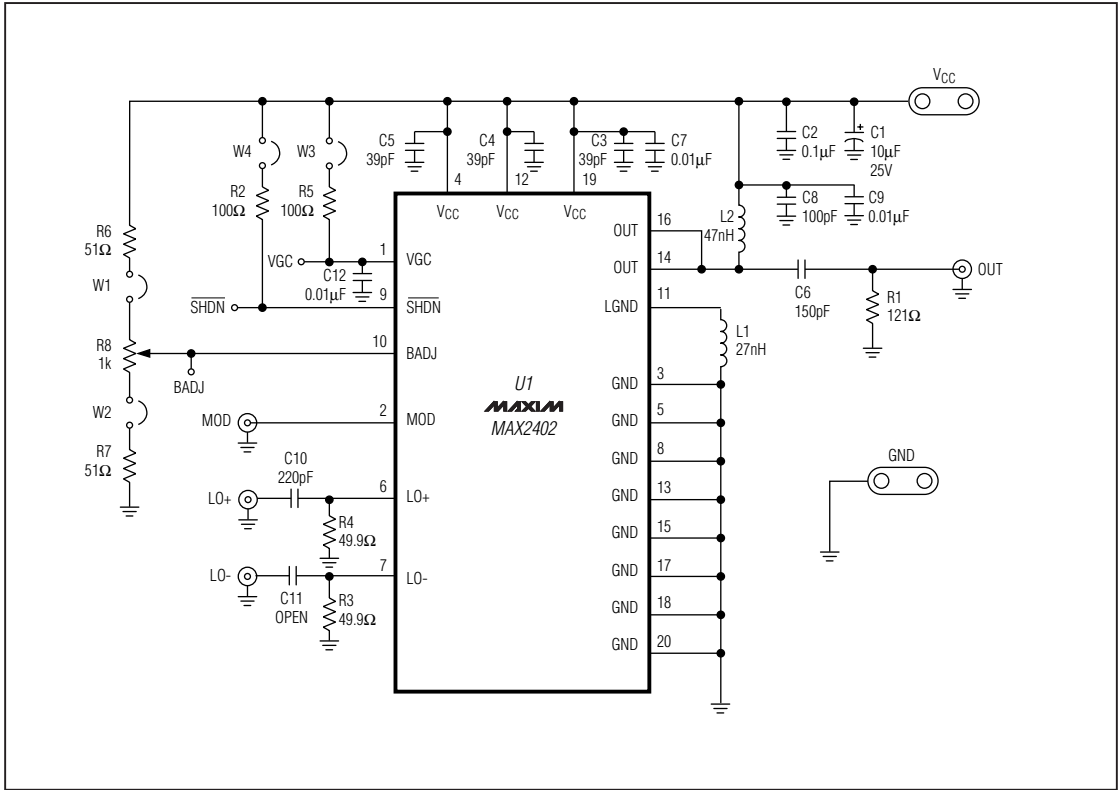 VCC
C5
39pF
C4
39pF
C3
39pF
C7
0.01µF
C2
0.1µF
C1
+
10µF
25V
W4
W3
4
12
19
R2
100Ω
R5
100Ω
VCC
VCC
VCC
C8
100pF
C9
0.01µF
L2
47nH
R6
51Ω
OUT
16
VGC
1
VGC
C12
0.01µF
OUT
14
OUT
W1
SHDN
9
SHDN
C6
150pF
LGND
11
R1
121Ω
R8
1k
BADJ
10
BADJ
L1
27nH
U1
MAXIM
MAX2402
GND
3
W2
MOD
2
MOD
GND
5
R7
51Ω
C10
220pF
GND
8
GND
LO+
6
LO+
GND
13
R4
49.9Ω
GND
15
LO-
7
LO-
GND
17
C11
OPEN
R3
49.9Ω
GND
18
GND
20